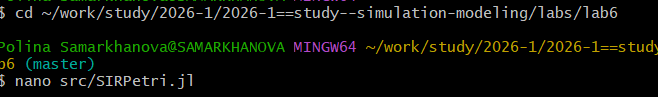 $ cd ~/work/study/2026-1/2026-1==study--simulation-modeling/labs/lab6
Polina Samarkhanova@SAMARKHANOVA MINGW64 ~/work/study/2026-1/2026-1==study
b6 (master)
$ nano src/SIRPetri.jl